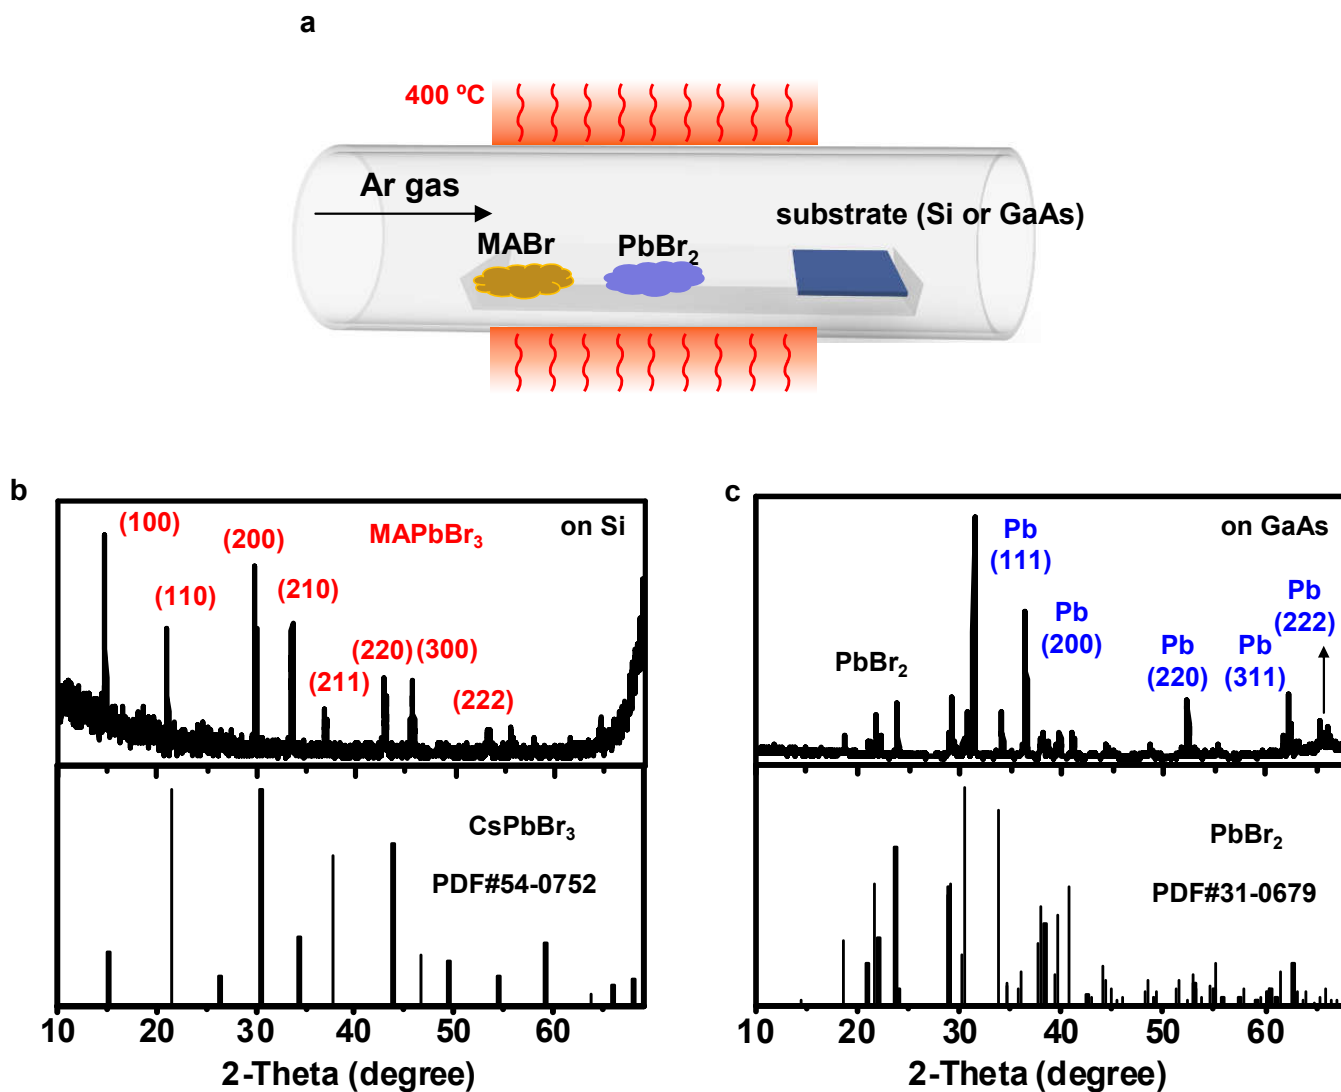 a
400 ºC
Ar gas
substrate (Si or GaAs)
MABr
PbBr₂
b
(100)
(200)
MAPbBr₃
on Si
(110)
(210)
(211)
(220)
(300)
(222)
CsPbBr₃
PDF#54-0752
10
20
30
40
50
60
2-Theta (degree)
c
on GaAs
Pb
(111)
Pb
(200)
Pb
(220)
Pb
(311)
Pb
(222)
PbBr₂
PbBr₂
PDF#31-0679
10
20
30
40
50
60
2-Theta (degree)